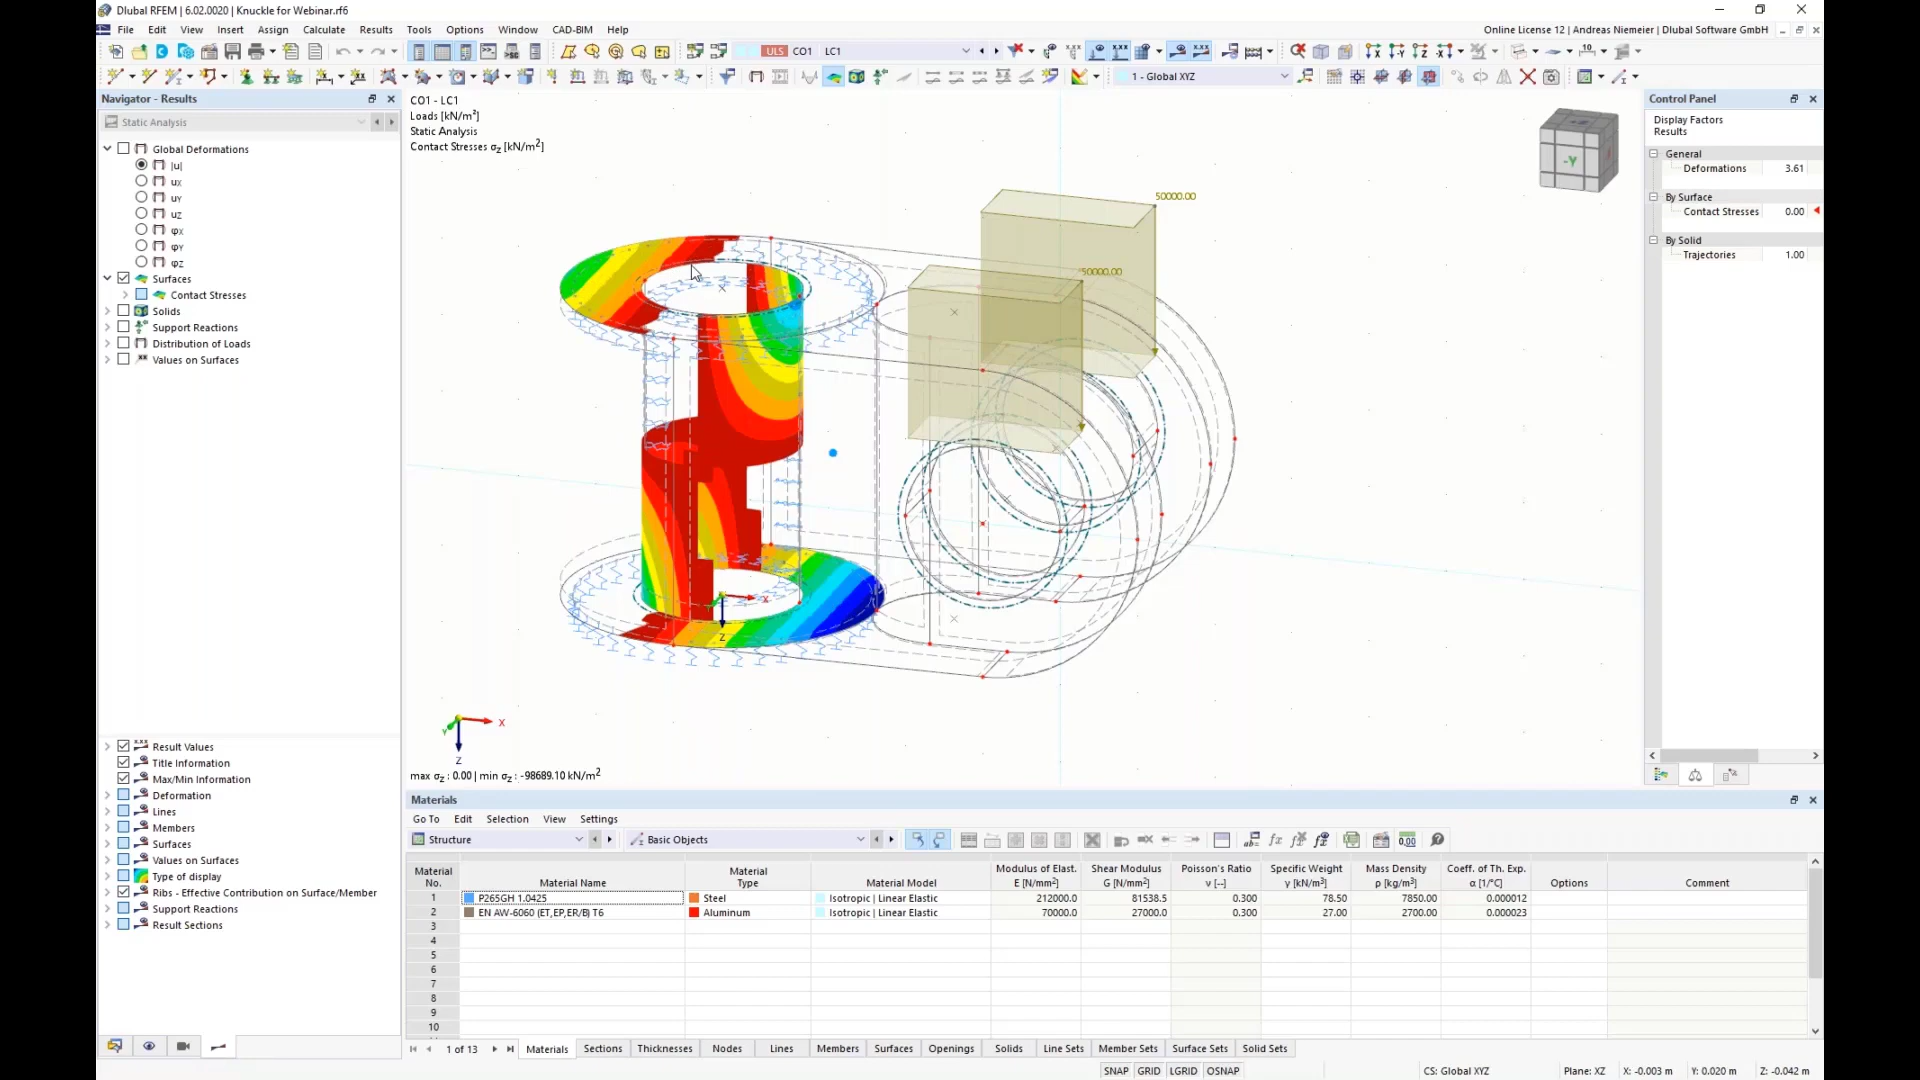 Dlubal RFEM | 6.02.0020 | Knuckle for Webinar.rf6
File Edit View Insert Assign Calculate Results Tools Options Window CAD-BIM Help
Online License 12 | Andreas Niemeier | Dlubal Software GmbH
ULS CO1 LC1
1 - Global XYZ
Navigator - Results
Static Analysis
Global Deformations
|u|
uX
uY
uZ
φX
φY
φZ
Surfaces
Contact Stresses
Solids
Support Reactions
Distribution of Loads
Values on Surfaces
Result Values
Title Information
Max/Min Information
Deformation
Lines
Members
Surfaces
Values on Surfaces
Type of display
Ribs - Effective Contribution on Surface/Member
Support Reactions
Result Sections
CO1 - LC1
Loads [kN/m²]
Static Analysis
Contact Stresses σz [kN/m²]
50000.00
50000.00
-Y
X
Z
X
Y
Z
max σz : 0.00 | min σz : -98689.10 kN/m²
Control Panel
Display Factors
Results
General
Deformations 3.61
By Surface
Contact Stresses 0.00
By Solid
Trajectories 1.00
Materials
Go To Edit Selection View Settings
Structure Basic Objects
Material No. Material Name Material Type Material Model Modulus of Elast. E [N/mm²] Shear Modulus G [N/mm²] Poisson's Ratio ν [--] Specific Weight γ [kN/m³] Mass Density ρ [kg/m³] Coeff. of Th. Exp. α [1/°C] Options Comment
1 P265GH 1.0425 Steel Isotropic | Linear Elastic 212000.0 81538.5 0.300 78.50 7850.00 0.000012
2 EN AW-6060 (ET,EP,ER/B) T6 Aluminum Isotropic | Linear Elastic 70000.0 27000.0 0.300 27.00 2700.00 0.000023
3
4
5
6
7
8
9
10
1 of 13 Materials Sections Thicknesses Nodes Lines Members Surfaces Openings Solids Line Sets Member Sets Surface Sets Solid Sets
SNAP GRID LGRID OSNAP CS: Global XYZ Plane: XZ X: -0.003 m Y: 0.020 m Z: -0.042 m